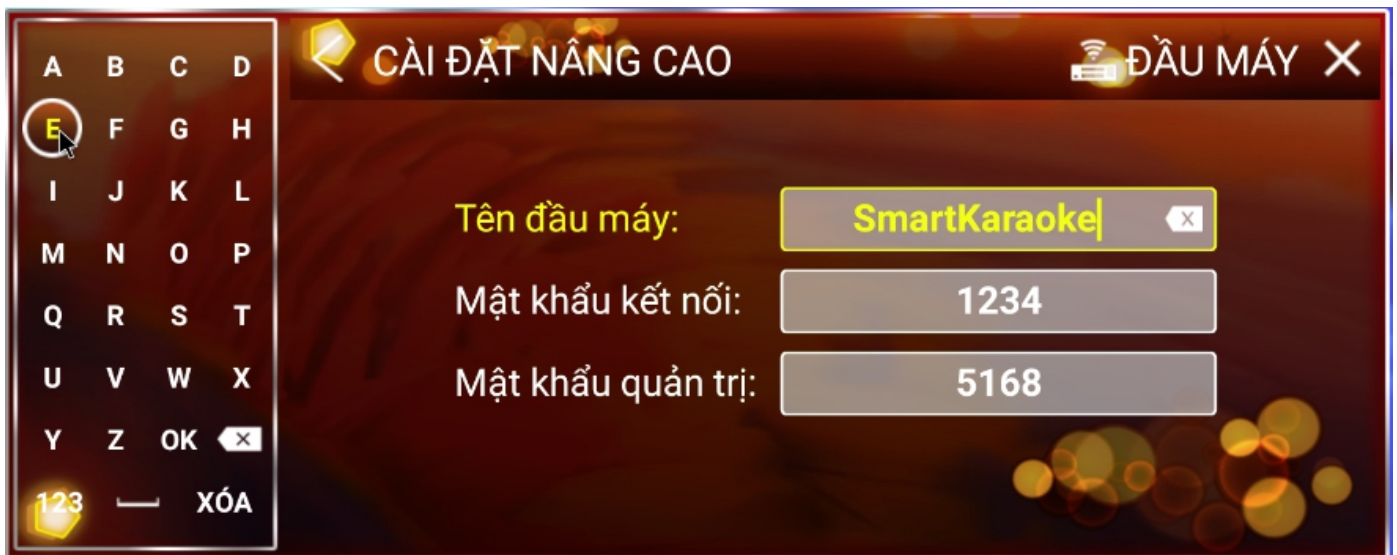 A B C D
E F G H
I J K L
M N O P
Q R S T
U V W X
Y Z OK
123 XÓA
CÀI ĐẶT NÂNG CAO
ĐẦU MÁY
Tên đầu máy: SmartKaraoke
Mật khẩu kết nối: 1234
Mật khẩu quản trị: 5168